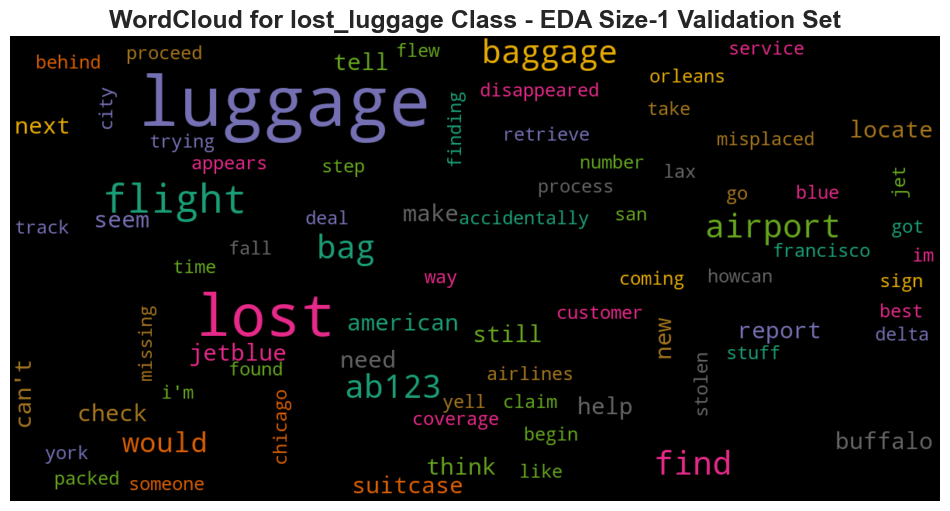 WordCloud for lost_luggage Class - EDA Size-1 Validation Set
behind
proceed
tell
flew
baggage
service
orleans
city
luggage
disappeared
take
next
trying
finding
retrieve
misplaced
locate
appears
step
number
lax
process
flight
go
blue
jet
track
seem
deal
make
accidentally
san
airport
got
fall
bag
francisco
im
time
way
coming
howcan
sign
lost
american
customer
best
missing
still
new
report
delta
jetblue
need
stuff
found
airlines
can't
i'm
ab123
stolen
check
chicago
yell
claim
help
coverage
york
would
begin
buffalo
packed
someone
think
like
find
suitcase